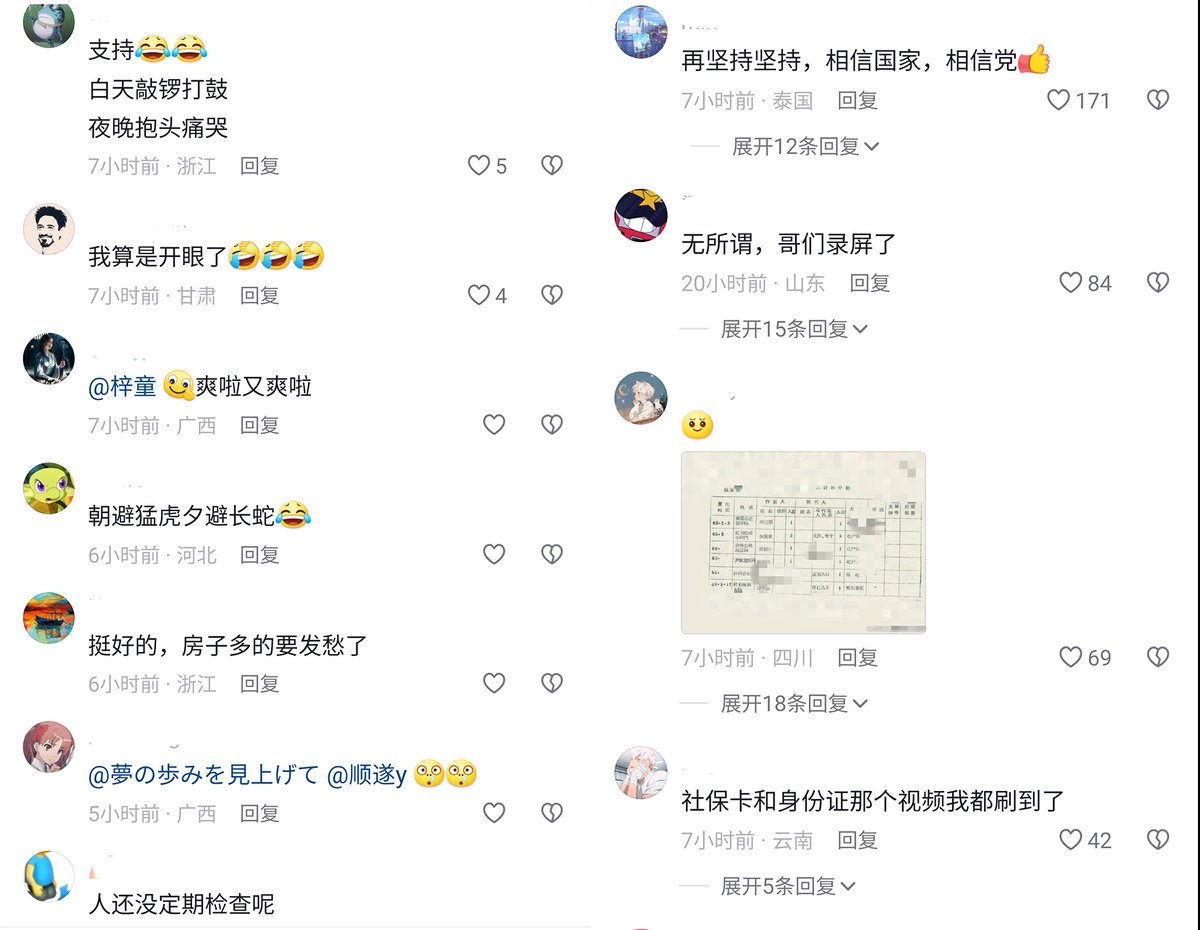 支持😂😂
白天敲锣打鼓
夜晚抱头痛哭
7小时前 · 浙江 回复 5
我算是开眼了🤣🤣🤣
7小时前 · 甘肃 回复 4
@梓童 爽啦又爽啦
7小时前 · 广西 回复
朝避猛虎夕避长蛇😂
6小时前 · 河北 回复
挺好的，房子多的要发愁了
6小时前 · 浙江 回复
@夢の歩みを見上げて @顺遂y
5小时前 · 广西 回复
人还没定期检查呢
再坚持坚持，相信国家，相信党👍
7小时前 · 泰国 回复 171
展开12条回复
无所谓，哥们录屏了
20小时前 · 山东 回复 84
展开15条回复
7小时前 · 四川 回复 69
展开18条回复
社保卡和身份证那个视频我都刷到了
7小时前 · 云南 回复 42
展开5条回复